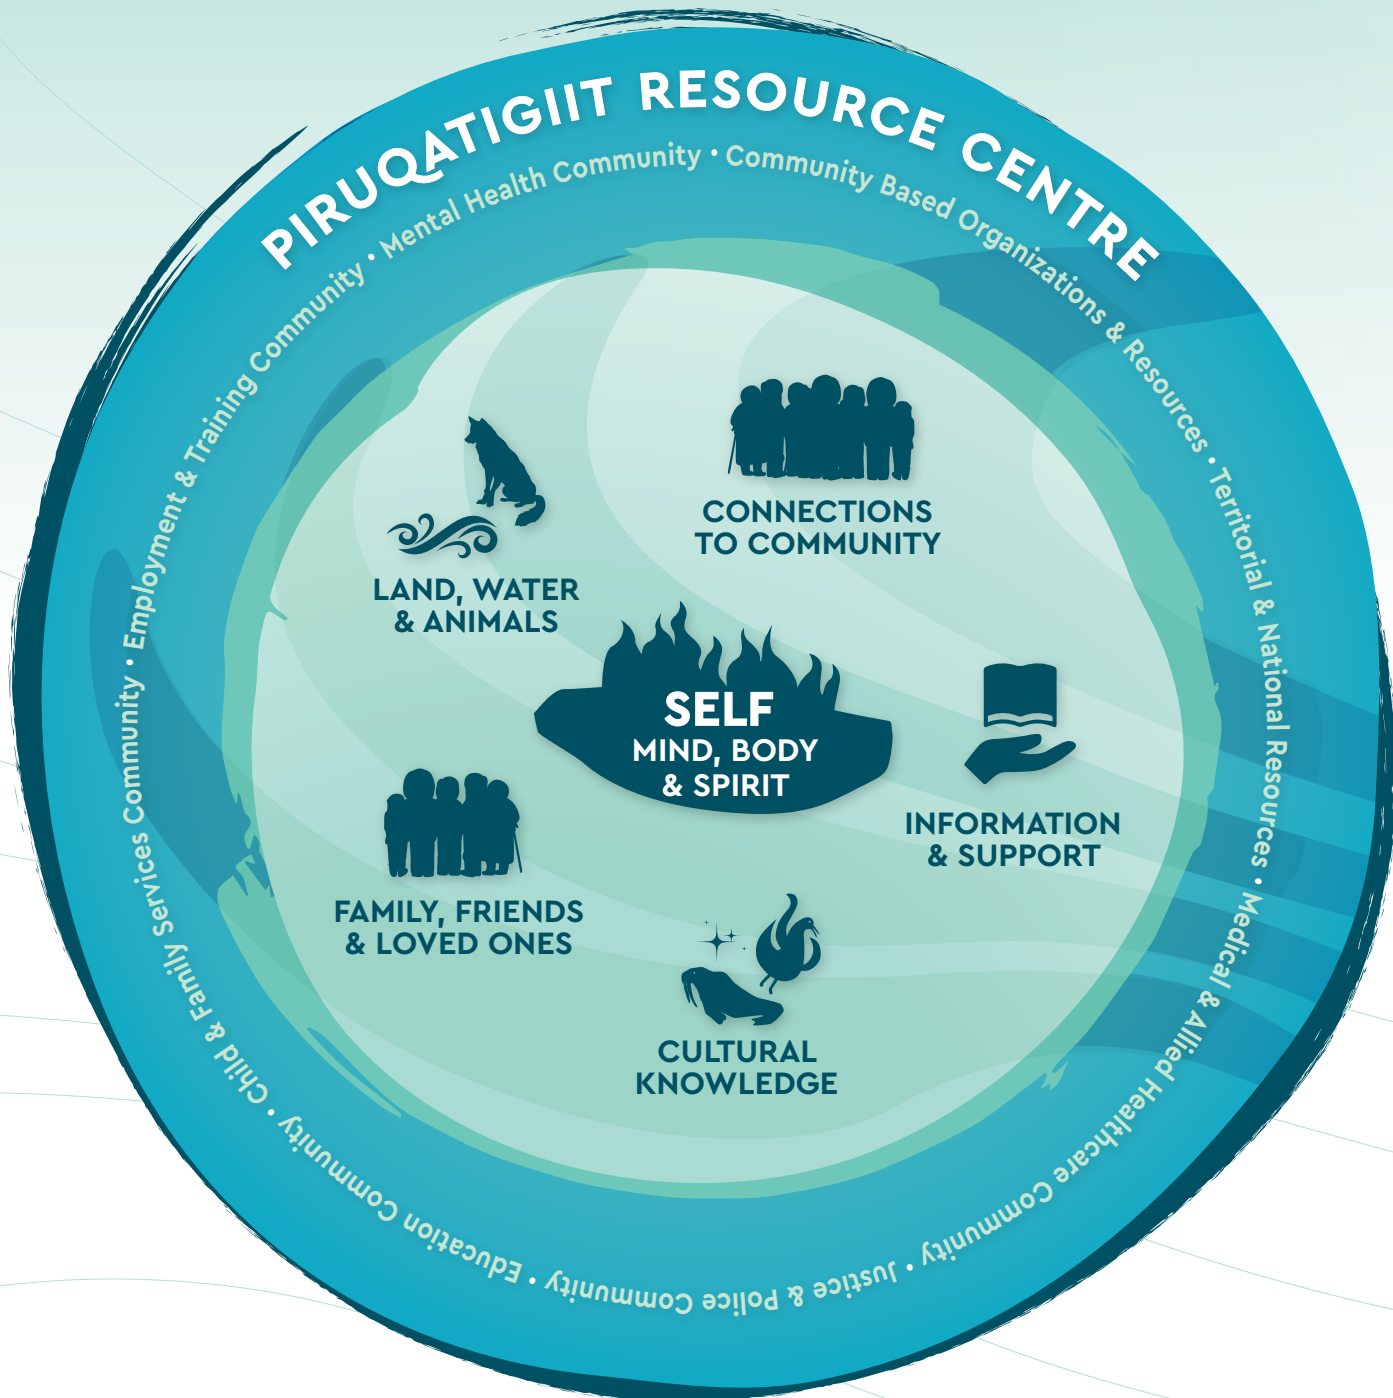 PIRUQATIGIIT RESOURCE CENTRE
Child & Family Services Community • Employment & Training Community • Mental Health Community • Community Based Organizations & Resources • Territorial & National Resources • Medical & Allied Healthcare Community • Justice & Police Community • Education Community •
CONNECTIONS
TO COMMUNITY
LAND, WATER
& ANIMALS
SELF
MIND, BODY
& SPIRIT
INFORMATION
& SUPPORT
FAMILY, FRIENDS
& LOVED ONES
CULTURAL
KNOWLEDGE